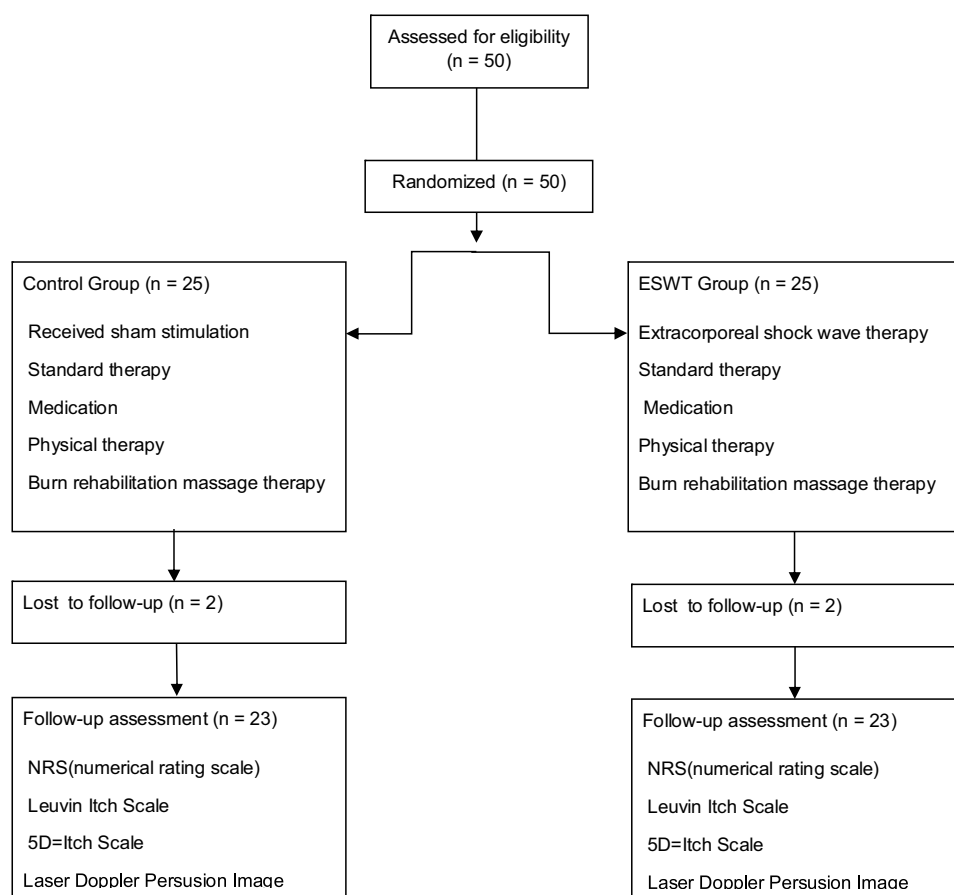 Assessed for eligibility
(n = 50)
Randomized (n = 50)
Control Group (n = 25)
Received sham stimulation
Standard therapy
Medication
Physical therapy
Burn rehabilitation massage therapy
ESWT Group (n = 25)
Extracorporeal shock wave therapy
Standard therapy
Medication
Physical therapy
Burn rehabilitation massage therapy
Lost to follow-up (n = 2)
Lost to follow-up (n = 2)
Follow-up assessment (n = 23)
NRS(numerical rating scale)
Leuvin Itch Scale
5D=Itch Scale
Laser Doppler Persusion Image
Follow-up assessment (n = 23)
NRS(numerical rating scale)
Leuvin Itch Scale
5D=Itch Scale
Laser Doppler Persusion Image